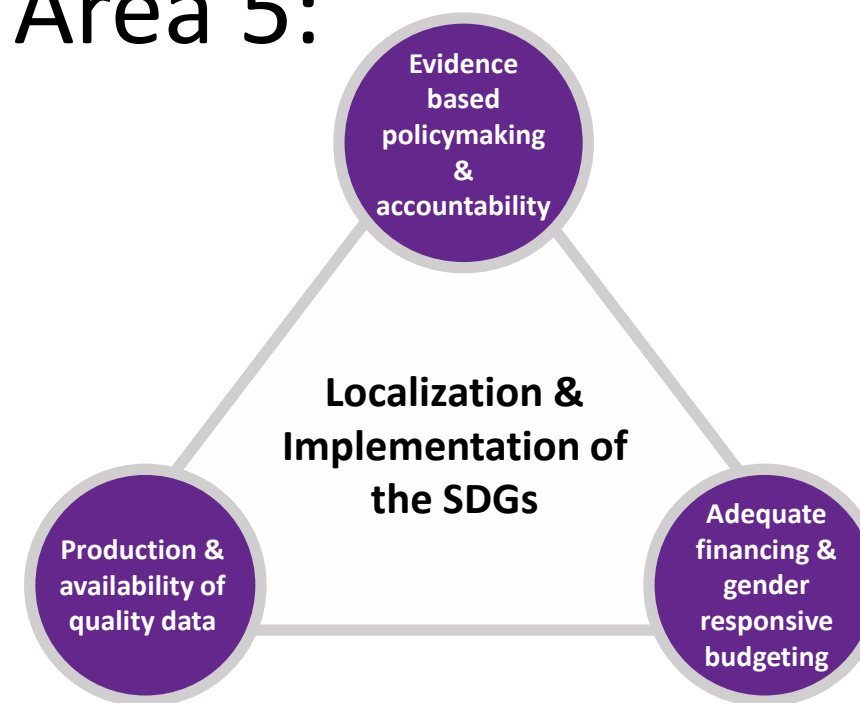 Area 5:
Evidence
based
policymaking
&
accountability
Localization &
Implementation of
the SDGs
Production &
availability of
quality data
Adequate
financing &
gender
responsive
budgeting